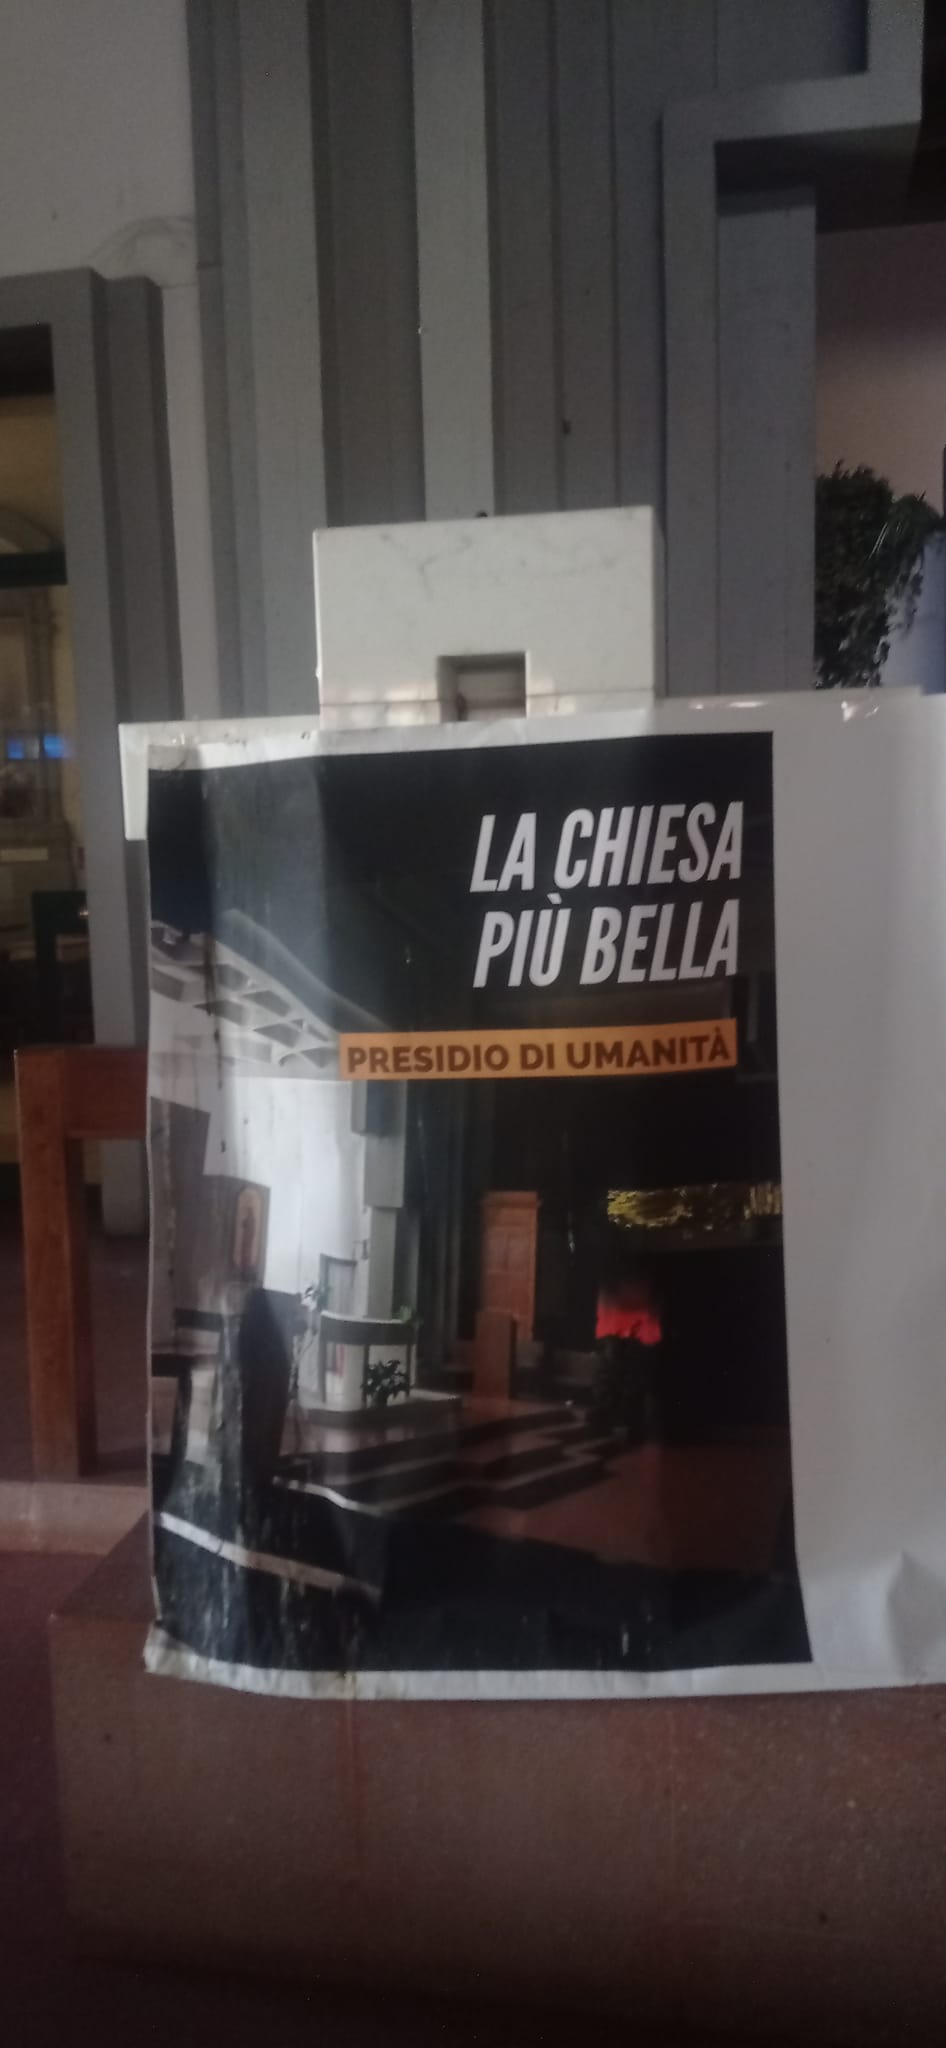 LA CHIESA
PIÙ BELLA
PRESIDIO DI UMANITÀ